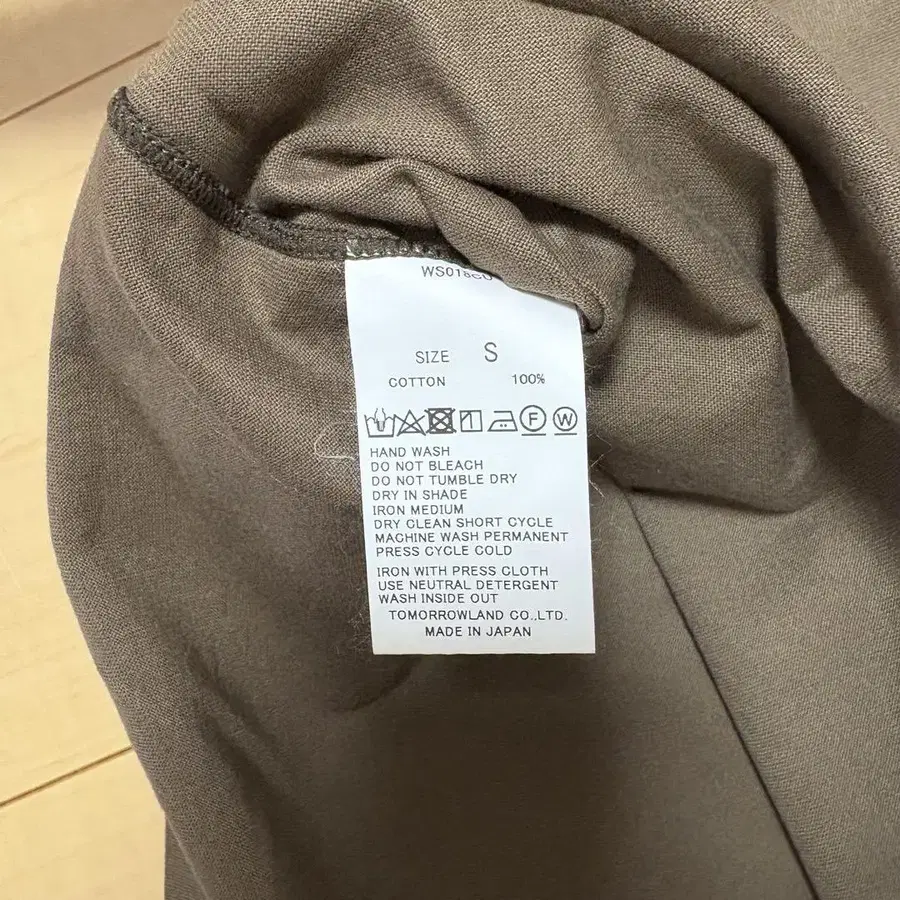 SIZE S
COTTON 100%
F W
HAND WASH
DO NOT BLEACH
DO NOT TUMBLE DRY
DRY IN SHADE
IRON MEDIUM
DRY CLEAN SHORT CYCLE
MACHINE WASH PERMANENT
PRESS CYCLE COLD
IRON WITH PRESS CLOTH
USE NEUTRAL DETERGENT
WASH INSIDE OUT
TOMORROWLAND CO.,LTD.
MADE IN JAPAN